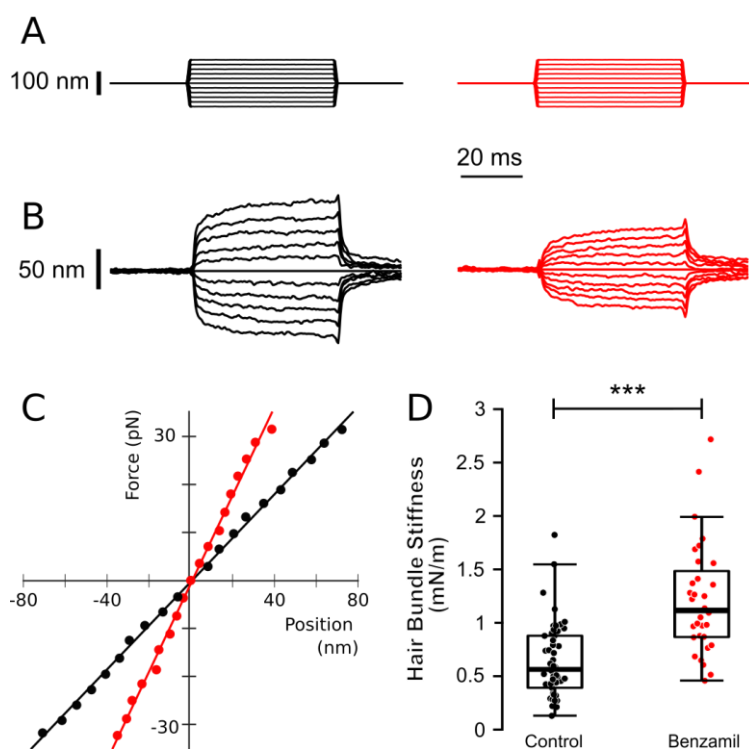 A
100 nm
20 ms
B
50 nm
C
Force (pN)
30
-80
-40
0
40
80
Position
(nm)
-30
D
***
3
2.5
2
1.5
1
0.5
0
Hair Bundle Stiffness
(mN/m)
Control
Benzamil